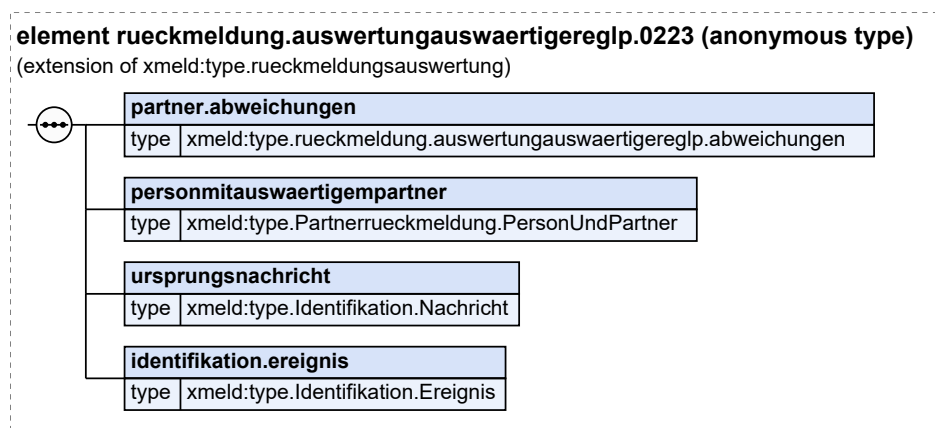 element rueckmeldung.auswertungauswaertigereglp.0223 (anonymous type)
(extension of xmeld:type.rueckmeldungsauswertung)
partner.abweichungen
type xmeld:type.rueckmeldung.auswertungauswaertigereglp.abweichungen
personmitauswaertigempartner
type xmeld:type.Partnerrueckmeldung.PersonUndPartner
ursprungsnachricht
type xmeld:type.Identifikation.Nachricht
identifikation.ereignis
type xmeld:type.Identifikation.Ereignis